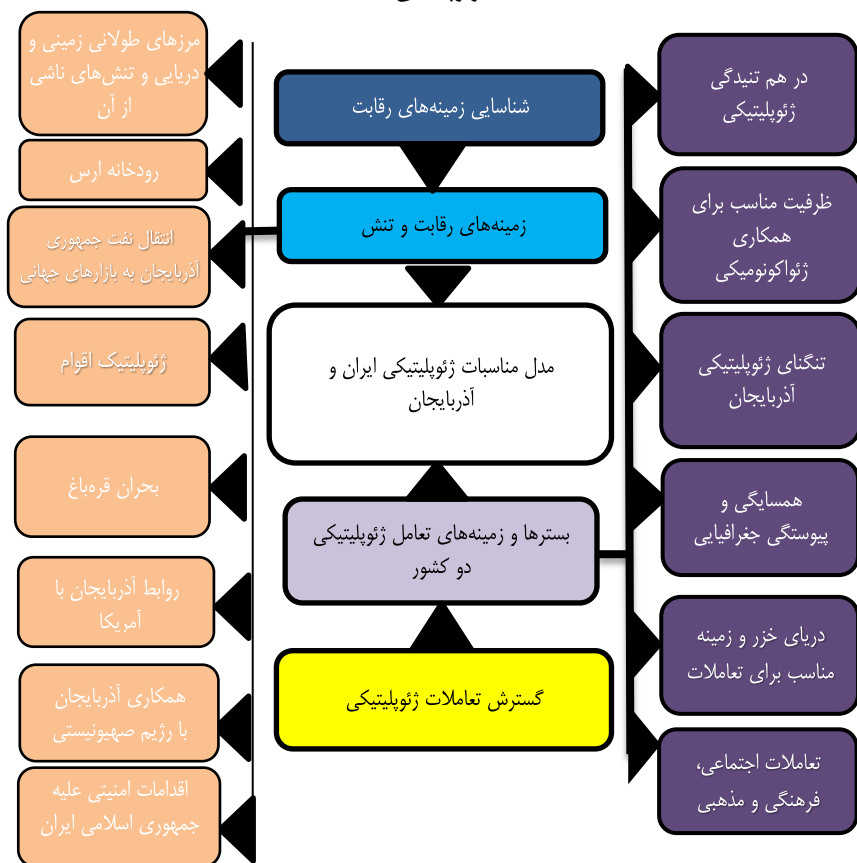 شناسایی زمینه‌های رقابت
زمینه‌های رقابت و تنش
مدل مناسبات ژئوپلیتیکی ایران و
آذربایجان
بسترها و زمینه‌های تعامل ژئوپلیتیکی
دو کشور
گسترش تعاملات ژئوپلیتیکی
در هم تنیدگی
ژئوپلیتیکی
ظرفیت مناسب برای
همکاری
ژئواکونومیکی
تنگنای ژئوپلیتیکی
آذربایجان
همسایگی و
پیوستگی جغرافیایی
دریای خزر و زمینه
مناسب برای تعاملات
تعاملات اجتماعی،
فرهنگی و مذهبی
مرزهای طولانی زمینی و
دریایی و تنش‌های ناشی
از آن
رودخانه ارس
انتقال نفت جمهوری
آذربایجان به بازارهای جهانی
ژئوپلیتیک اقوام
بحران قره‌باغ
روابط آذربایجان با
آمریکا
همکاری آذربایجان
با رژیم صهیونیستی
اقدامات امنیتی علیه
جمهوری اسلامی ایران